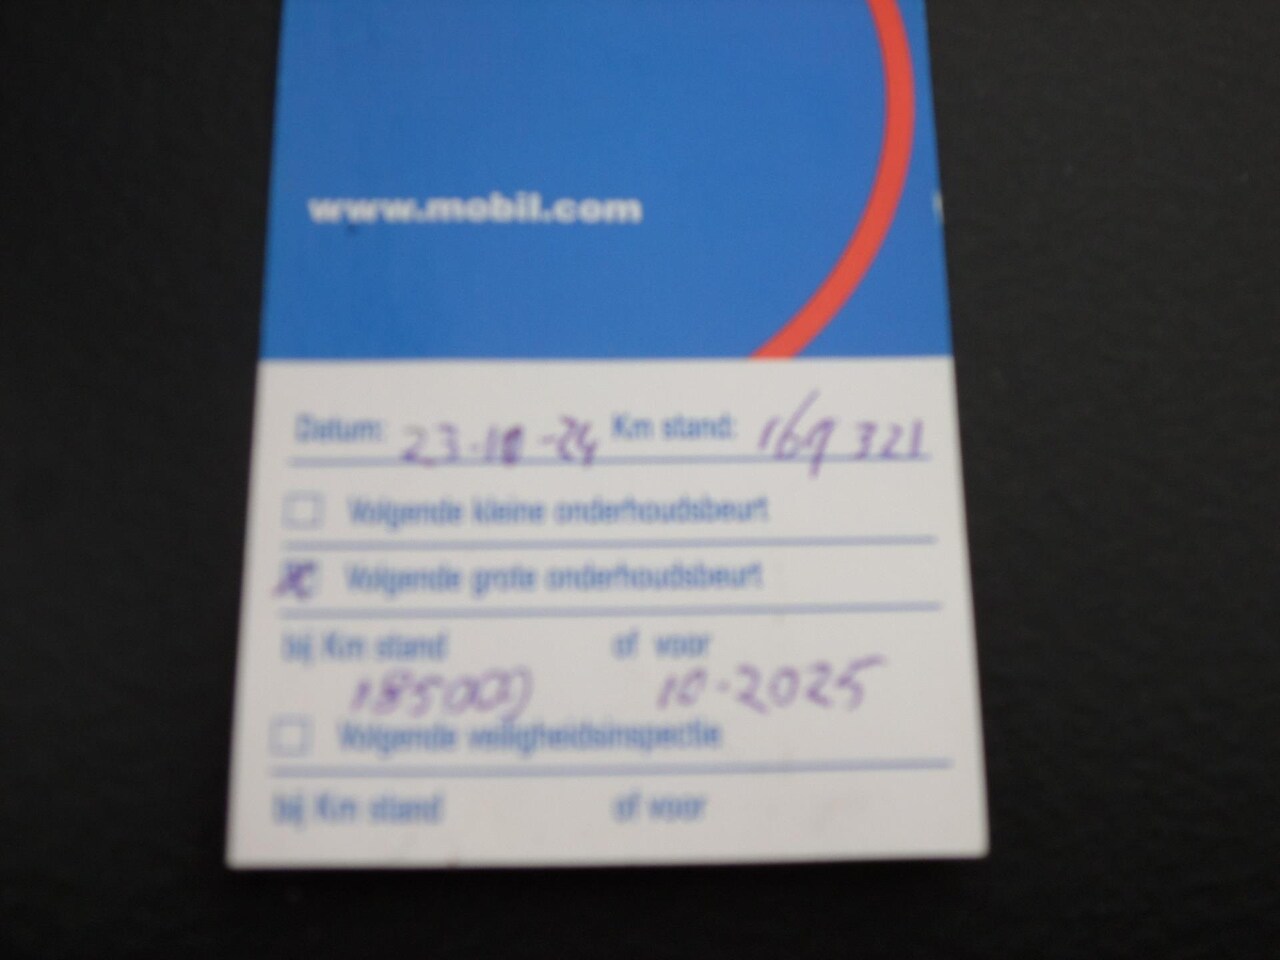 www.mobil.com
Datum: 23-10-24 Km stand: 169 321
Volgende kleine onderhoudsbeurt
Volgende grote onderhoudsbeurt
bij Km stand of voor
185000 10-2025
Volgende veiligheidsinspectie
bij Km stand of voor